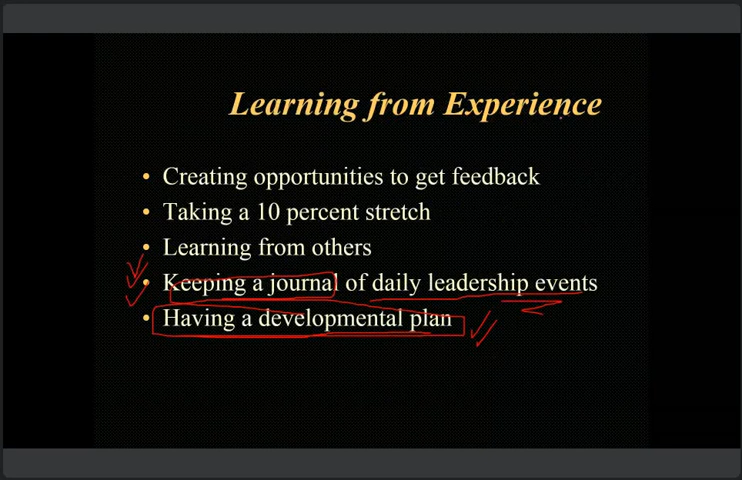 Learning from Experience
• Creating opportunities to get feedback
• Taking a 10 percent stretch
• Learning from others
• Keeping a journal of daily leadership events
• Having a developmental plan